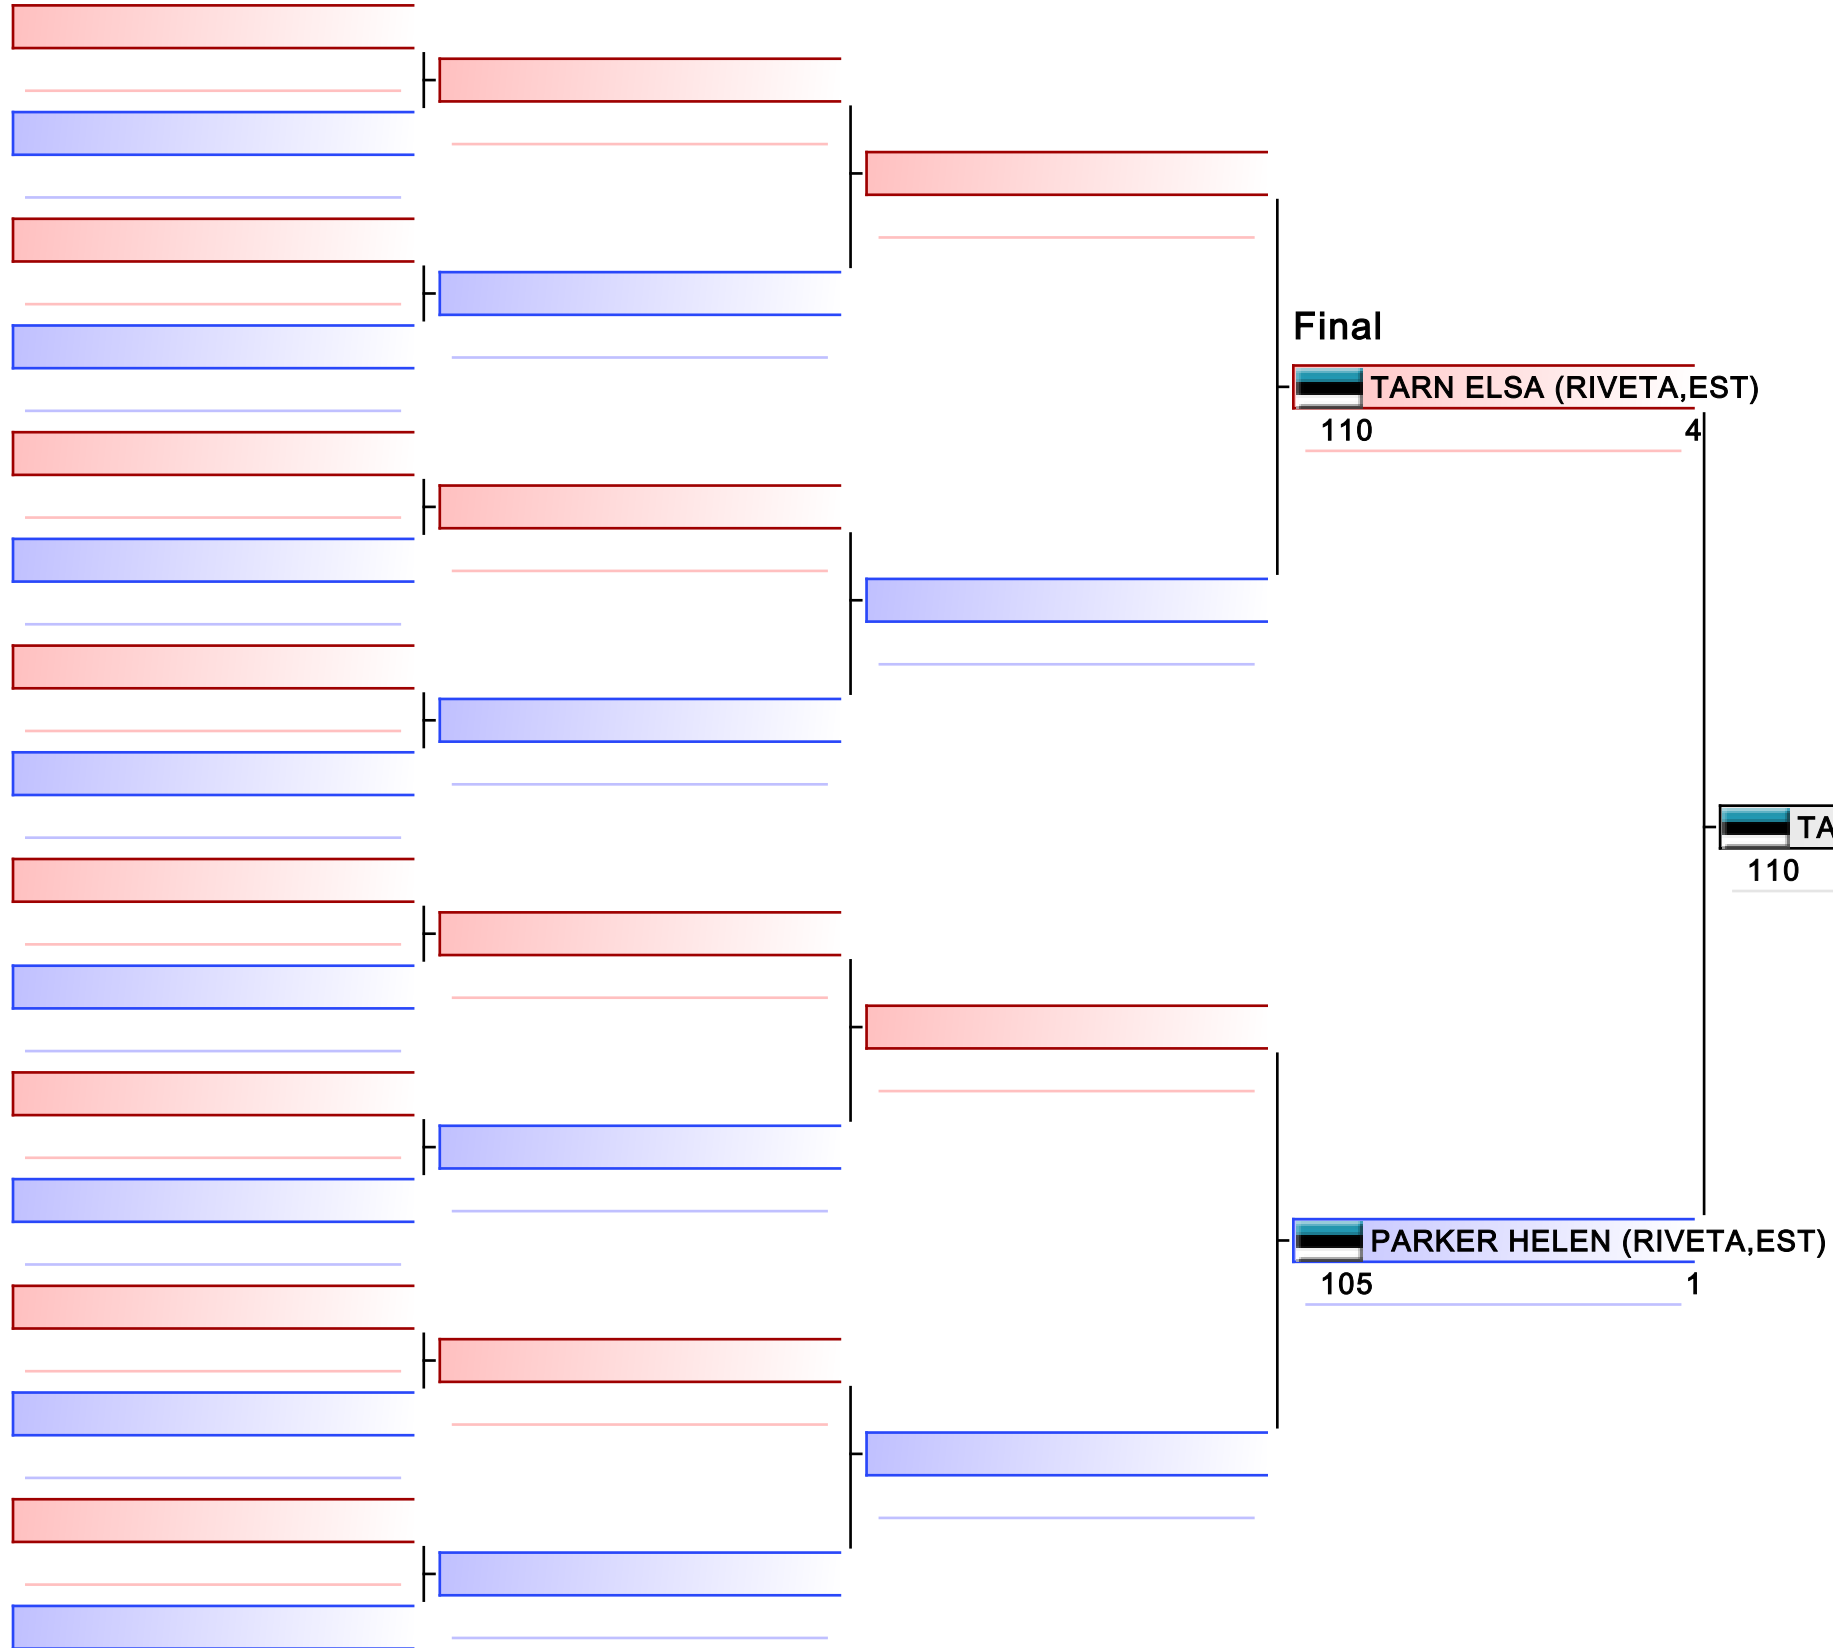 Final
TARN ELSA (RIVETA,EST)
110 4
TA
110
PARKER HELEN (RIVETA,EST)
105 1